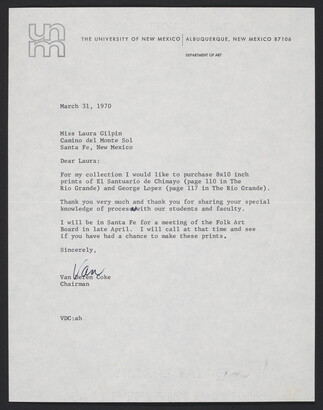 unm
THE UNIVERSITY OF NEW MEXICO | ALBUQUERQUE, NEW MEXICO 87106
DEPARTMENT OF ART
March 31, 1970
Miss Laura Gilpin
Camino del Monte Sol
Santa Fe, New Mexico
Dear Laura:
For my collection I would like to purchase 8x10 inch
prints of El Santuario de Chimayo (page 110 in The
Rio Grande) and George Lopez (page 117 in The Rio Grande).
Thank you very much and thank you for sharing your special
knowledge of process with our students and faculty.
I will be in Santa Fe for a meeting of the Folk Art
Board in late April. I will call at that time and see
if you have had a chance to make these prints.
Sincerely,
Van
Van Deren Coke
Chairman
VDC:ah